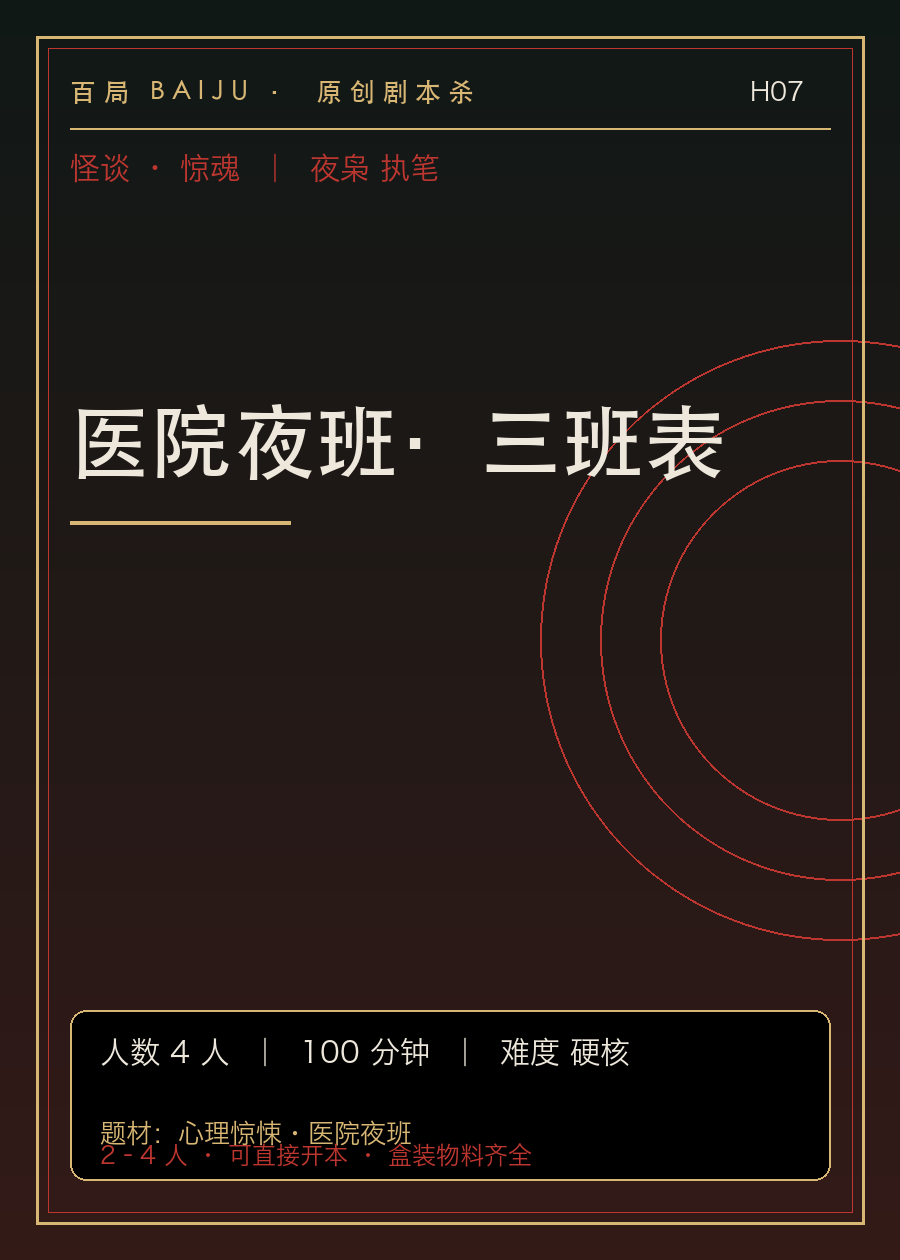 百局 BAIJU · 原创剧本杀
H07
怪谈 · 惊魂 ｜ 夜枭 执笔
医院夜班· 三班表
人数 4 人 ｜ 100 分钟 ｜ 难度 硬核
题材: 心理惊悚 · 医院夜班
2-4 人 · 可直接开本 · 盒装物料齐全